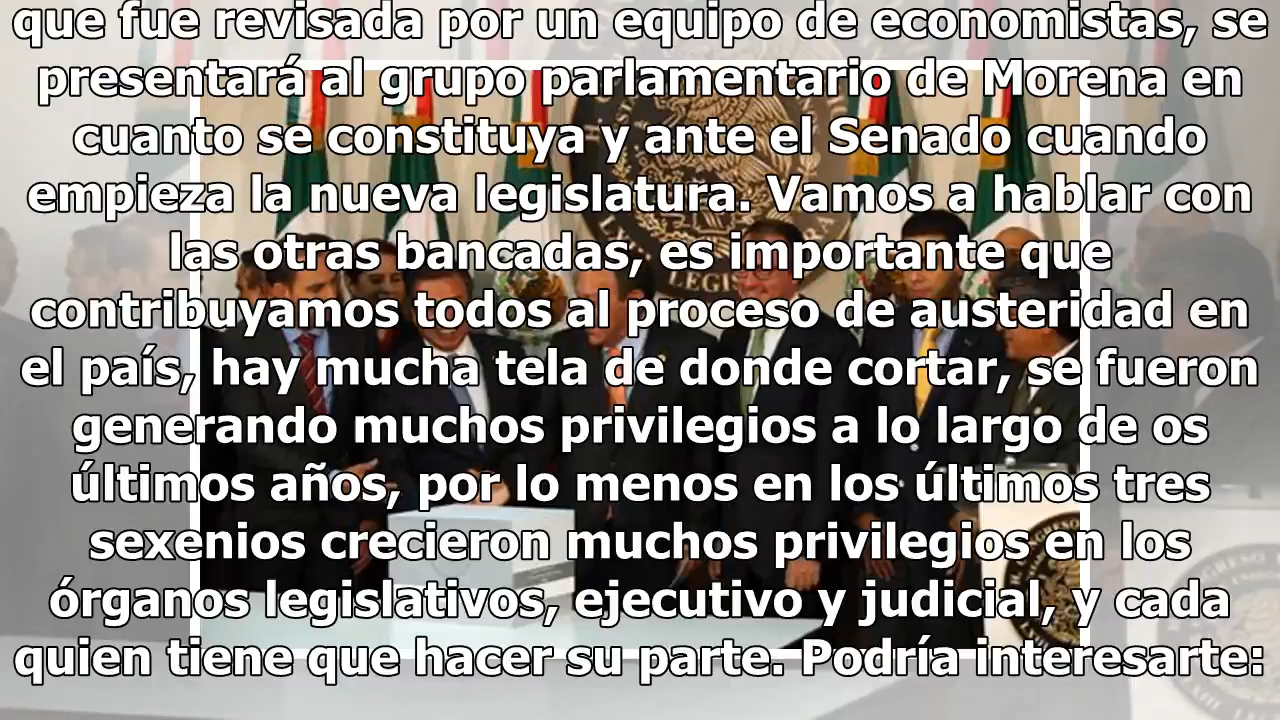 que fue revisada por un equipo de economistas, se
presentará al grupo parlamentario de Morena en
cuanto se constituya y ante el Senado cuando
empieza la nueva legislatura. Vamos a hablar con
las otras bancadas, es importante que
contribuyamos todos al proceso de austeridad en
el país, hay mucha tela de donde cortar, se fueron
generando muchos privilegios a lo largo de os
últimos años, por lo menos en los últimos tres
sexenios crecieron muchos privilegios en los
órganos legislativos, ejecutivo y judicial, y cada
quien tiene que hacer su parte. Podría interesarte: